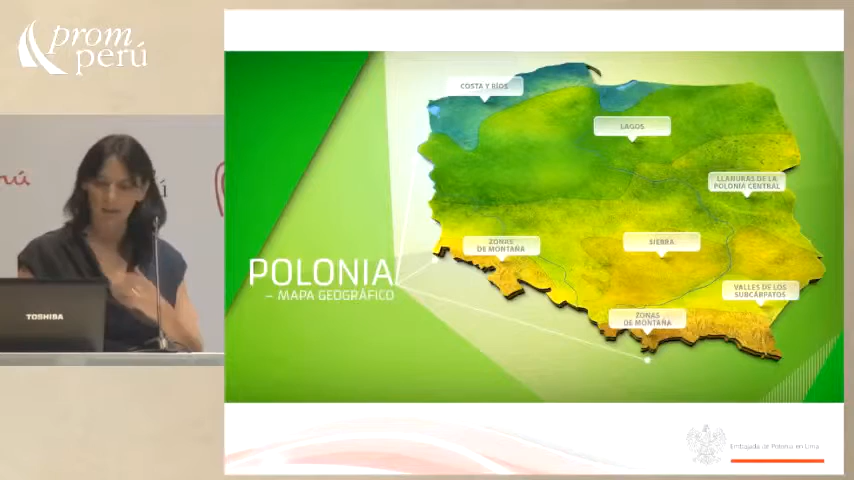 prom
perú
rú
TOSHIBA
COSTA Y RÍOS
LAGOS
LLANURAS DE LA
POLONIA CENTRAL
ZONAS
DE MONTAÑA
SIERRA
VALLES DE LOS
SUBCÁRPATOS
ZONAS
DE MONTAÑA
POLONIA
– MAPA GEOGRÁFICO
Embajada de Polonia en Lima